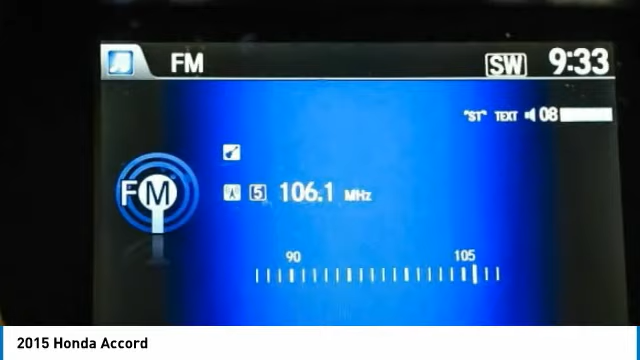 FM SW 9:33
"ST" TEXT 08
FM 5 106.1 MHz
90 105
2015 Honda Accord